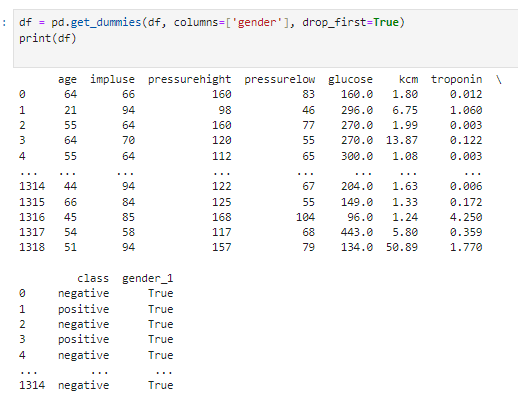 : df = pd.get_dummies(df, columns=['gender'], drop_first=True)
print(df)
age impluse pressurehight pressurelow glucose kcm troponin \
0 64 66 160 83 160.0 1.80 0.012
1 21 94 98 46 296.0 6.75 1.060
2 55 64 160 77 270.0 1.99 0.003
3 64 70 120 55 270.0 13.87 0.122
4 55 64 112 65 300.0 1.08 0.003
... ... ... ... ... ... ... ...
1314 44 94 122 67 204.0 1.63 0.006
1315 66 84 125 55 149.0 1.33 0.172
1316 45 85 168 104 96.0 1.24 4.250
1317 54 58 117 68 443.0 5.80 0.359
1318 51 94 157 79 134.0 50.89 1.770
class gender_1
0 negative True
1 positive True
2 negative True
3 positive True
4 negative True
... ... ...
1314 negative True